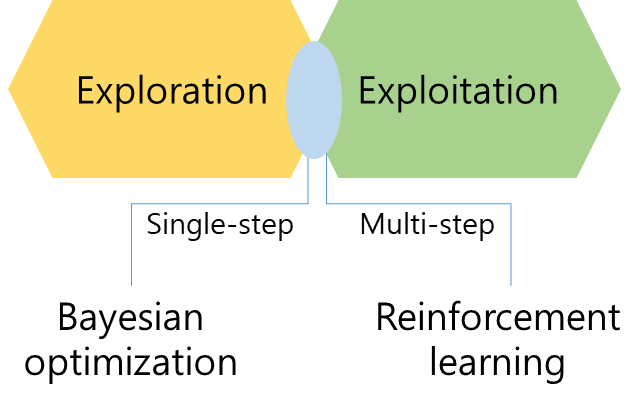 Exploration
Exploitation
Single-step
Multi-step
Bayesian
optimization
Reinforcement
learning